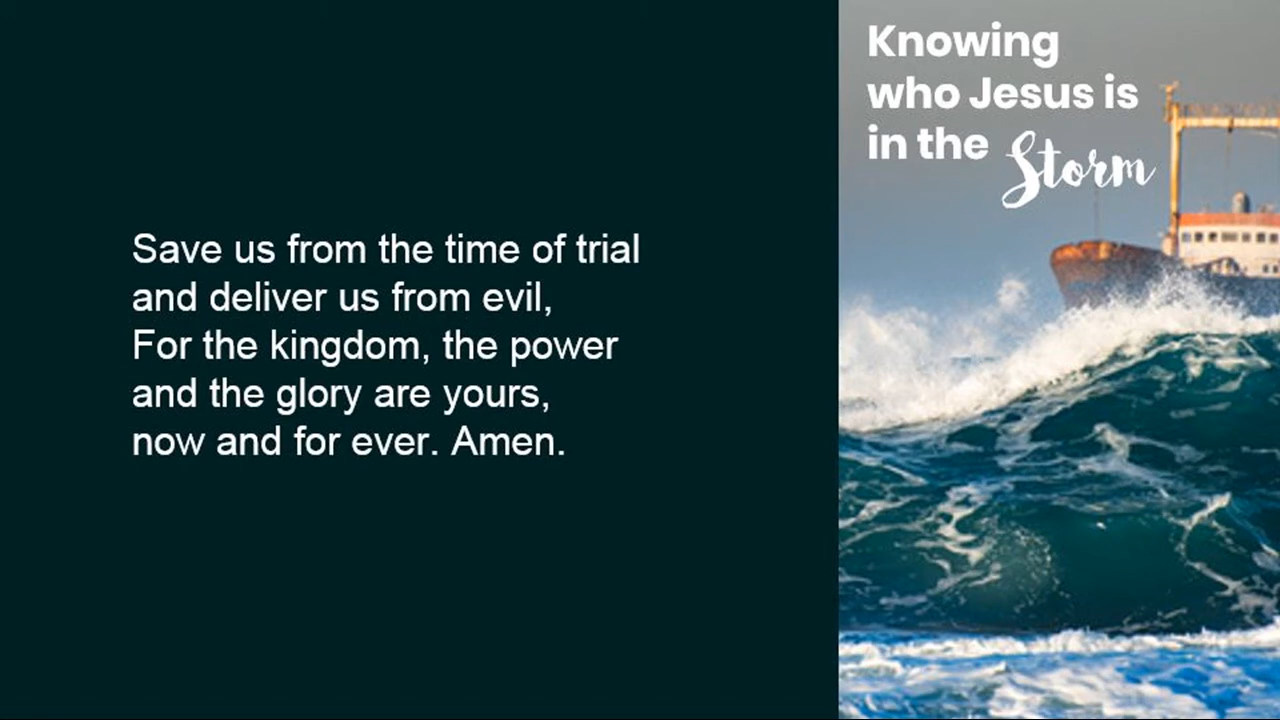 Save us from the time of trial
and deliver us from evil,
For the kingdom, the power
and the glory are yours,
now and for ever. Amen.
Knowing
who Jesus is
in the Storm